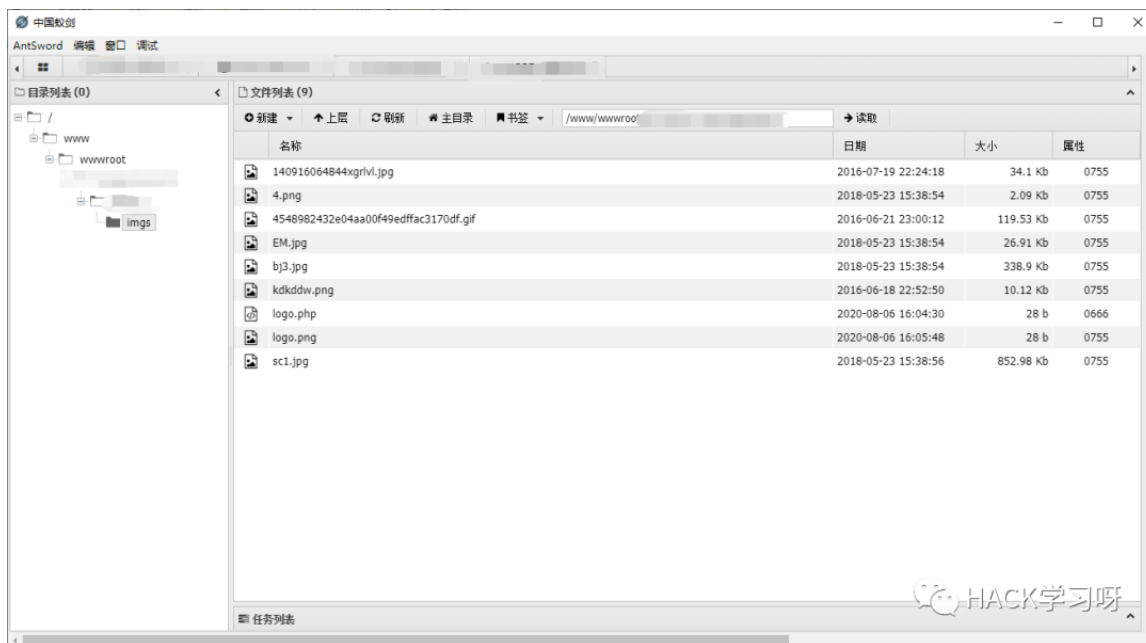 中国蚁剑
AntSword 编辑 窗口 调试
目录列表 (0)
/
www
wwwroot
imgs
文件列表 (9)
新建 上层 刷新 主目录 书签 /www/wwwroot 读取
名称 日期 大小 属性
140916064844xgrlvl.jpg 2016-07-19 22:24:18 34.1 Kb 0755
4.png 2018-05-23 15:38:54 2.09 Kb 0755
4548982432e04aa00f49edffac3170df.gif 2016-06-21 23:00:12 119.53 Kb 0755
EM.jpg 2018-05-23 15:38:54 26.91 Kb 0755
bj3.jpg 2018-05-23 15:38:54 338.9 Kb 0755
kdkddw.png 2016-06-18 22:52:50 10.12 Kb 0755
logo.php 2020-08-06 16:04:30 28 b 0666
logo.png 2020-08-06 16:05:48 28 b 0755
sc1.jpg 2018-05-23 15:38:56 852.98 Kb 0755
HACK学习呀
任务列表